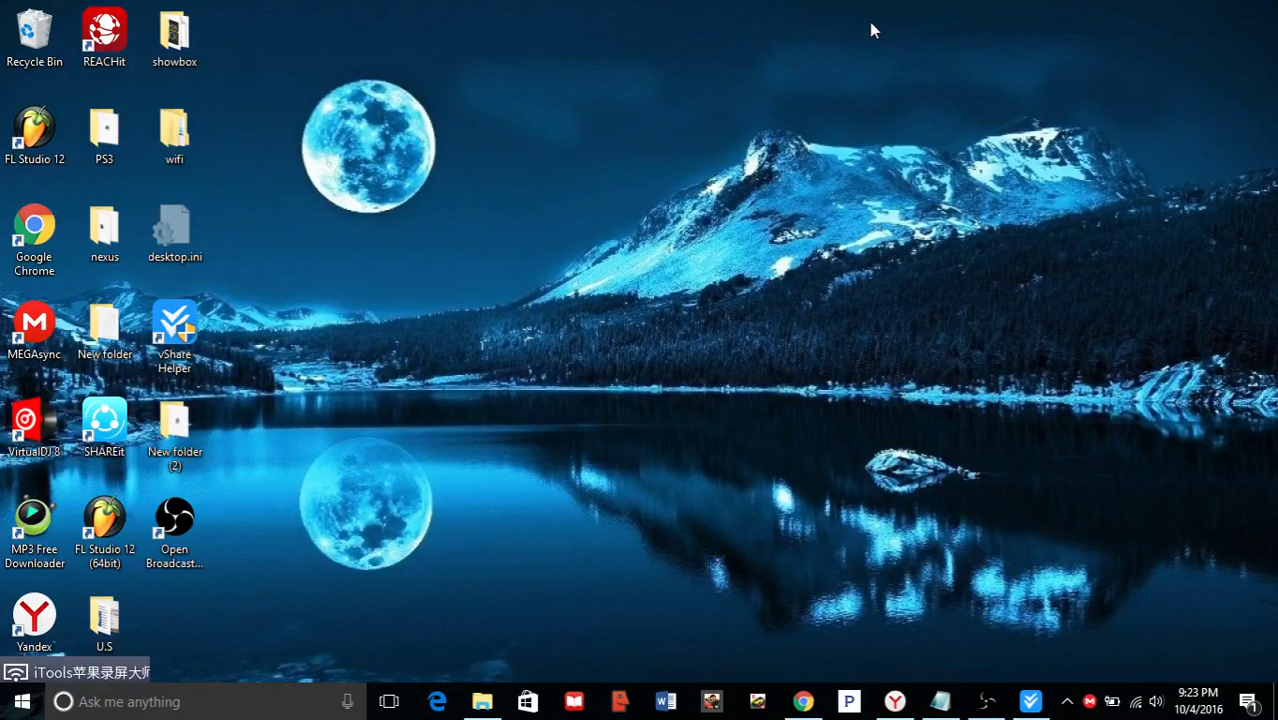 Recycle Bin
REACHit
showbox
FL Studio 12
PS3
wifi
Google
Chrome
nexus
desktop.ini
MEGAsync
New folder
vShare
Helper
VirtualDJ 8
SHAREit
New folder
(2)
MP3 Free
Downloader
FL Studio 12
(64bit)
Open
Broadcast...
Yandex
U.S
iTools苹果录屏大师
Ask me anything
9:23 PM
10/4/2016
1